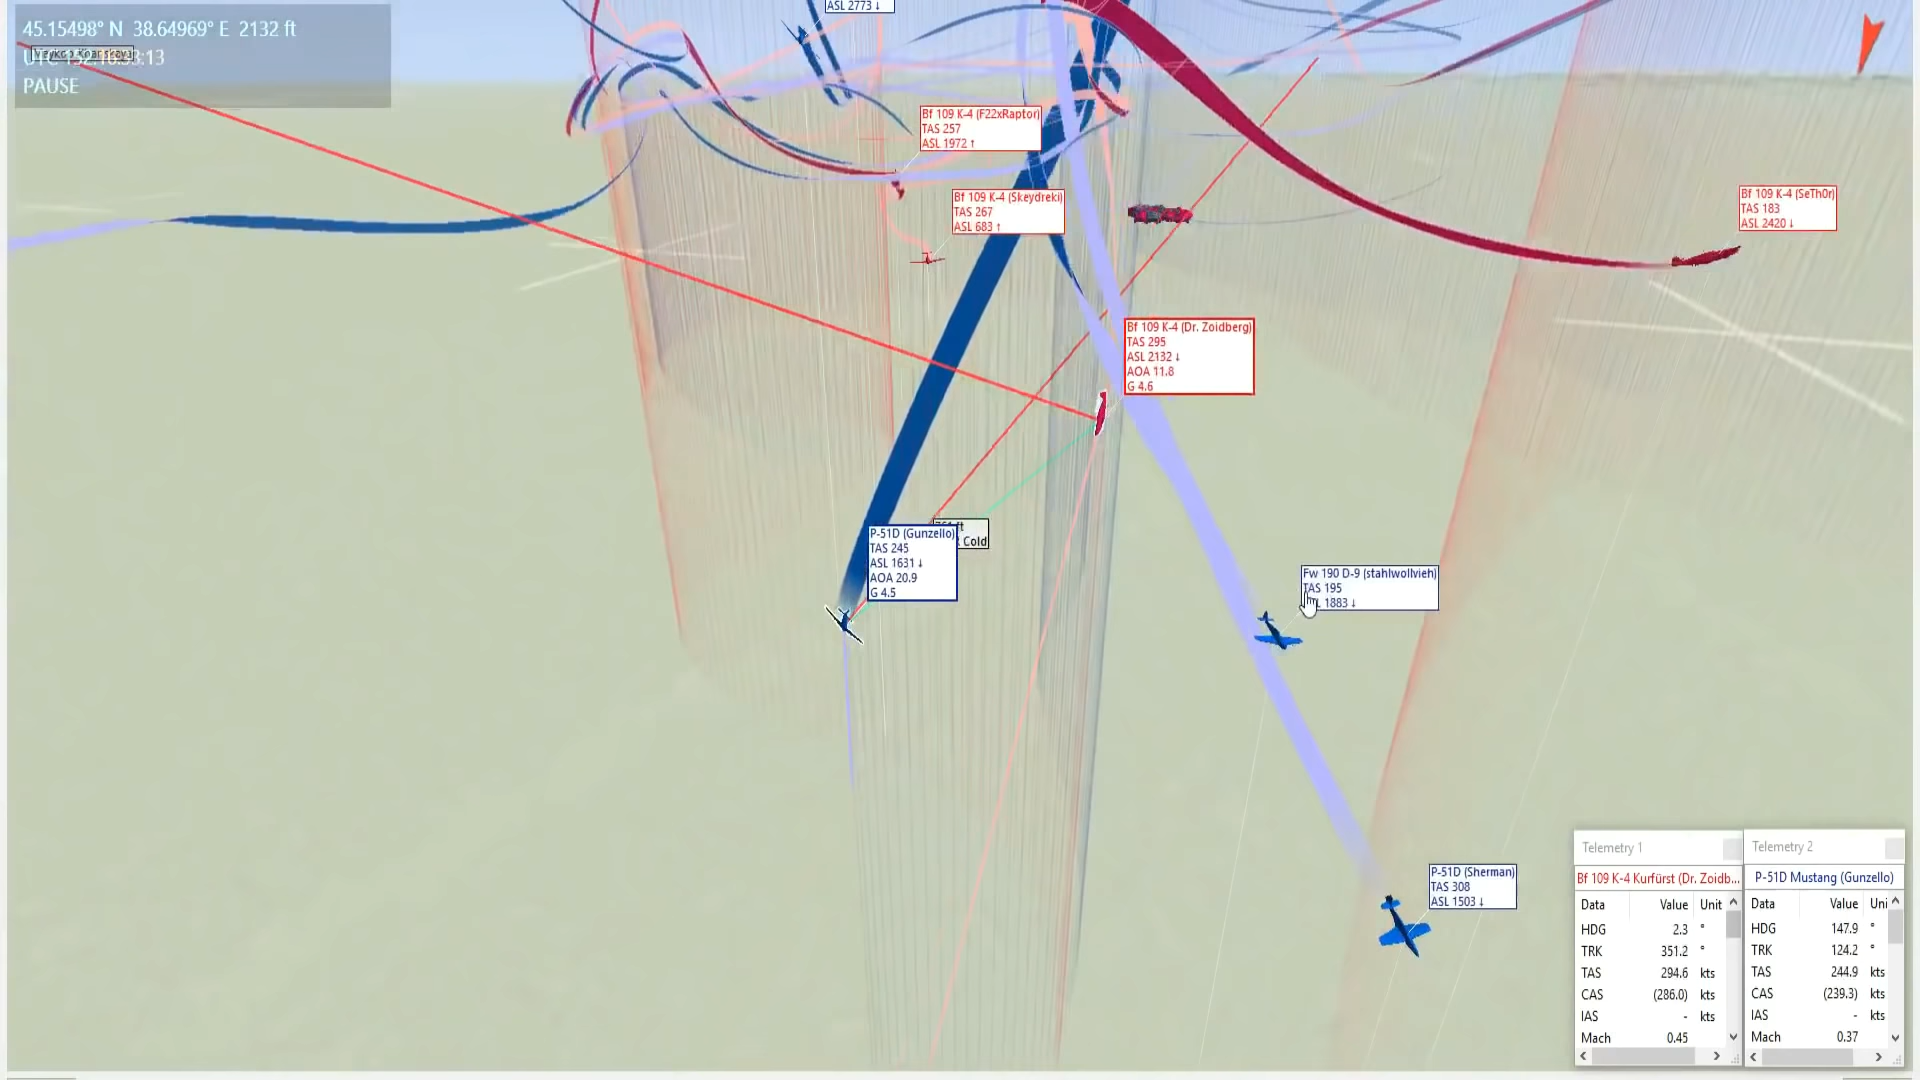 45.15498° N 38.64969° E 2132 ft
PAUSE
ASL 2773 ↓
Bf 109 K-4 (F22xRaptor)
TAS 257
ASL 1972 ↑
Bf 109 K-4 (Skeydreki)
TAS 267
ASL 683 ↑
Bf 109 K-4 (SeTh0r)
TAS 183
ASL 2420 ↓
Bf 109 K-4 (Dr. Zoidberg)
TAS 295
ASL 2132 ↓
AOA 11.8
G 4.6
ft
Cold
P-51D (Gunzello)
TAS 245
ASL 1631 ↓
AOA 20.9
G 4.5
Fw 190 D-9 (stahlwollvieh)
TAS 195
1883 ↓
P-51D (Sherman)
TAS 308
ASL 1503 ↓
Telemetry 1
Bf 109 K-4 Kurfürst (Dr. Zoidb...
Data Value Unit
HDG 2.3 °
TRK 351.2 °
TAS 294.6 kts
CAS (286.0) kts
IAS - kts
Mach 0.45
Telemetry 2
P-51D Mustang (Gunzello)
Data Value Uni
HDG 147.9 °
TRK 124.2 °
TAS 244.9 kts
CAS (239.3) kts
IAS - kts
Mach 0.37